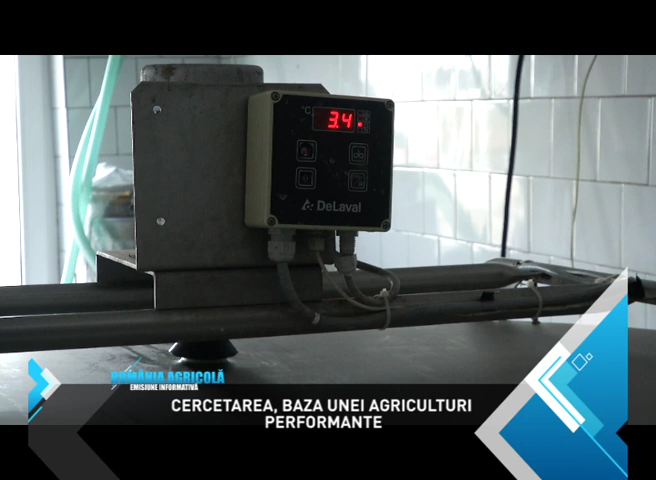 °C
3.4
DeLaval
ROMÂNIA AGRICOLĂ
EMISIUNE INFORMATIVĂ
CERCETAREA, BAZA UNEI AGRICULTURI
PERFORMANTE